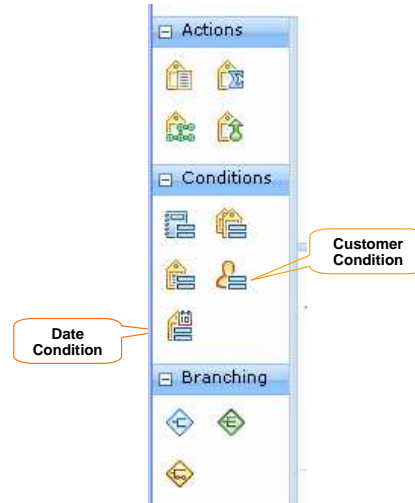 Actions
Conditions
Customer
Condition
Date
Condition
Branching